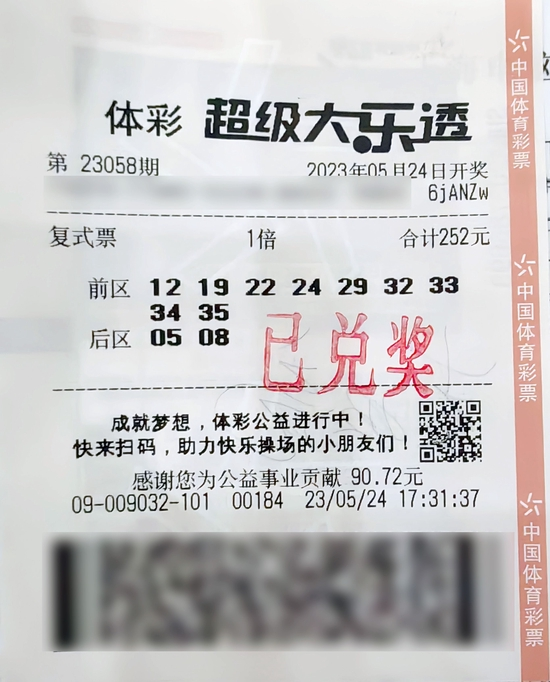 体彩 超级大乐透
第 23058期 2023年05月24日开奖
6jANZw
复式票 1倍 合计252元
前区 12 19 22 24 29 32 33
34 35
后区 05 08
已兑奖
成就梦想，体彩公益进行中！
快来扫码，助力快乐操场的小朋友们！
感谢您为公益事业贡献 90.72元
09-009032-101 00184 23/05/24 17:31:37
中国体育彩票
中国体育彩票
中国体育彩票